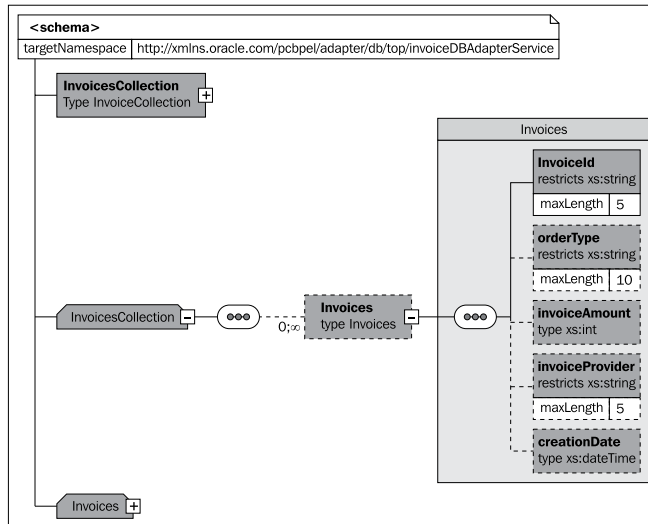 <schema>
targetNamespace http://xmlns.oracle.com/pcbpel/adapter/db/top/invoiceDBAdapterService
InvoicesCollection
Type InvoiceCollection
+
Invoices
InvoiceId
restricts xs:string
maxLength 5
orderType
restricts xs:string
maxLength 10
InvoicesCollection
-
0;∞
Invoices
type Invoices
-
invoiceAmount
type xs:int
invoiceProvider
restricts xs:string
maxLength 5
creationDate
type xs:dateTime
Invoices
+